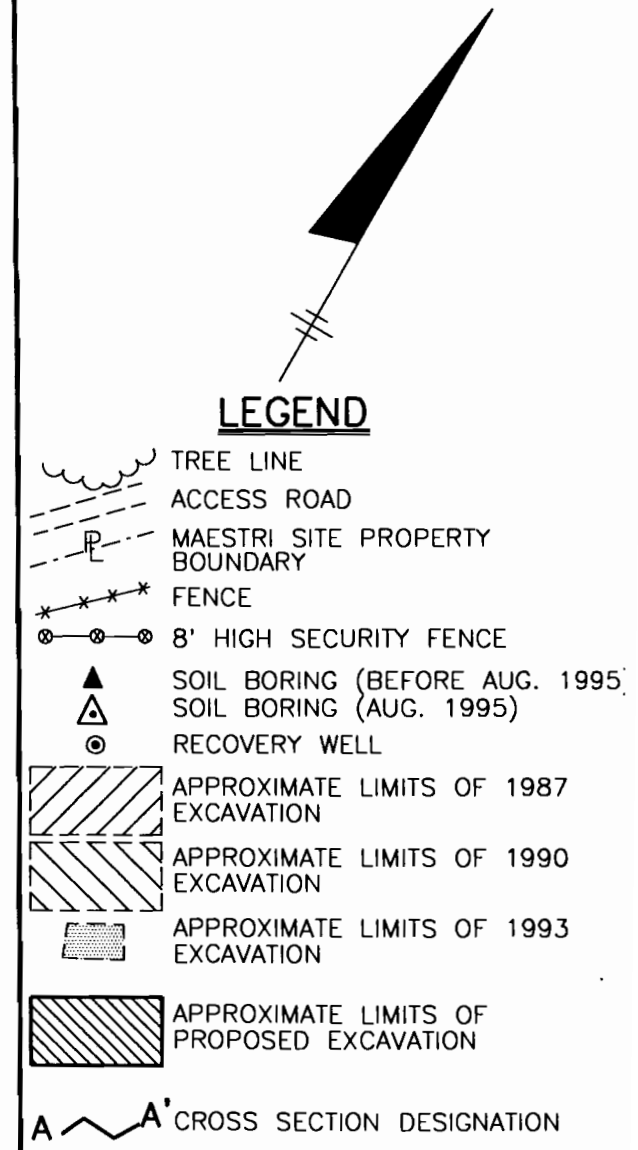 LEGEND
TREE LINE
ACCESS ROAD
PL MAESTRI SITE PROPERTY
BOUNDARY
FENCE
8' HIGH SECURITY FENCE
SOIL BORING (BEFORE AUG. 1995)
SOIL BORING (AUG. 1995)
RECOVERY WELL
APPROXIMATE LIMITS OF 1987
EXCAVATION
APPROXIMATE LIMITS OF 1990
EXCAVATION
APPROXIMATE LIMITS OF 1993
EXCAVATION
APPROXIMATE LIMITS OF
PROPOSED EXCAVATION
A A' CROSS SECTION DESIGNATION